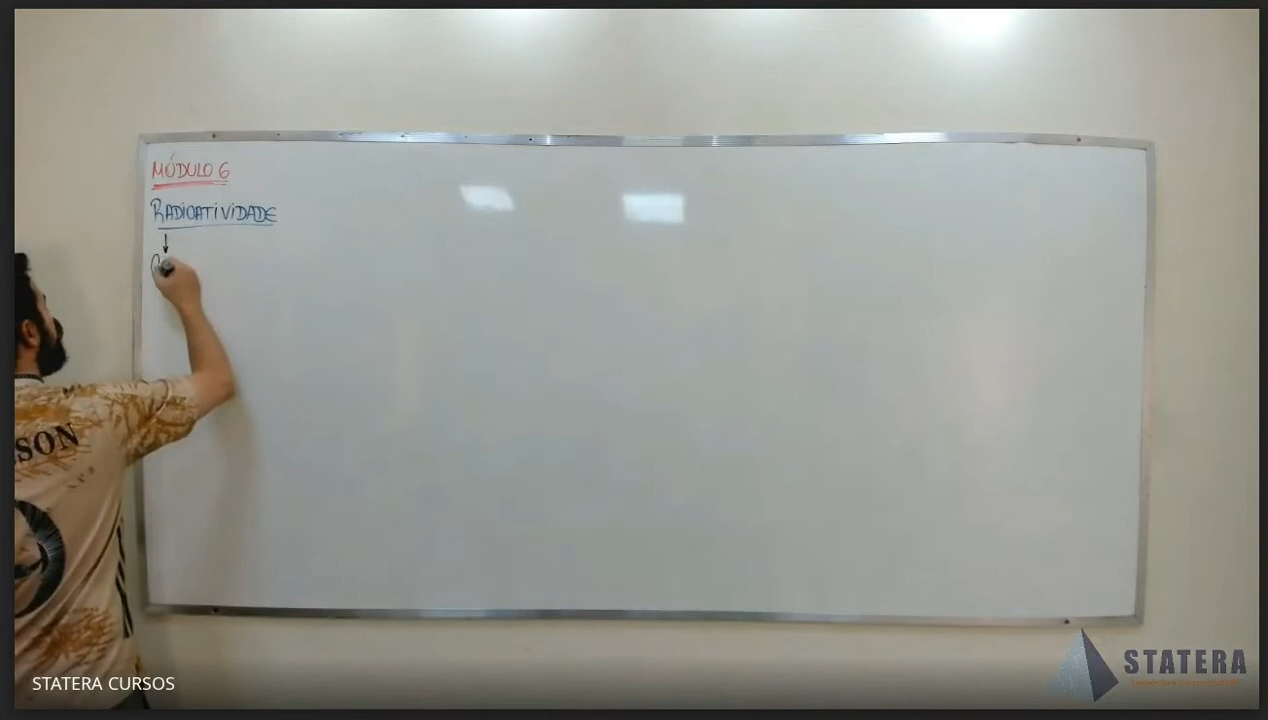 MÓDULO 6
RADIOATIVIDADE
SON
STATERA
STATERA CURSOS